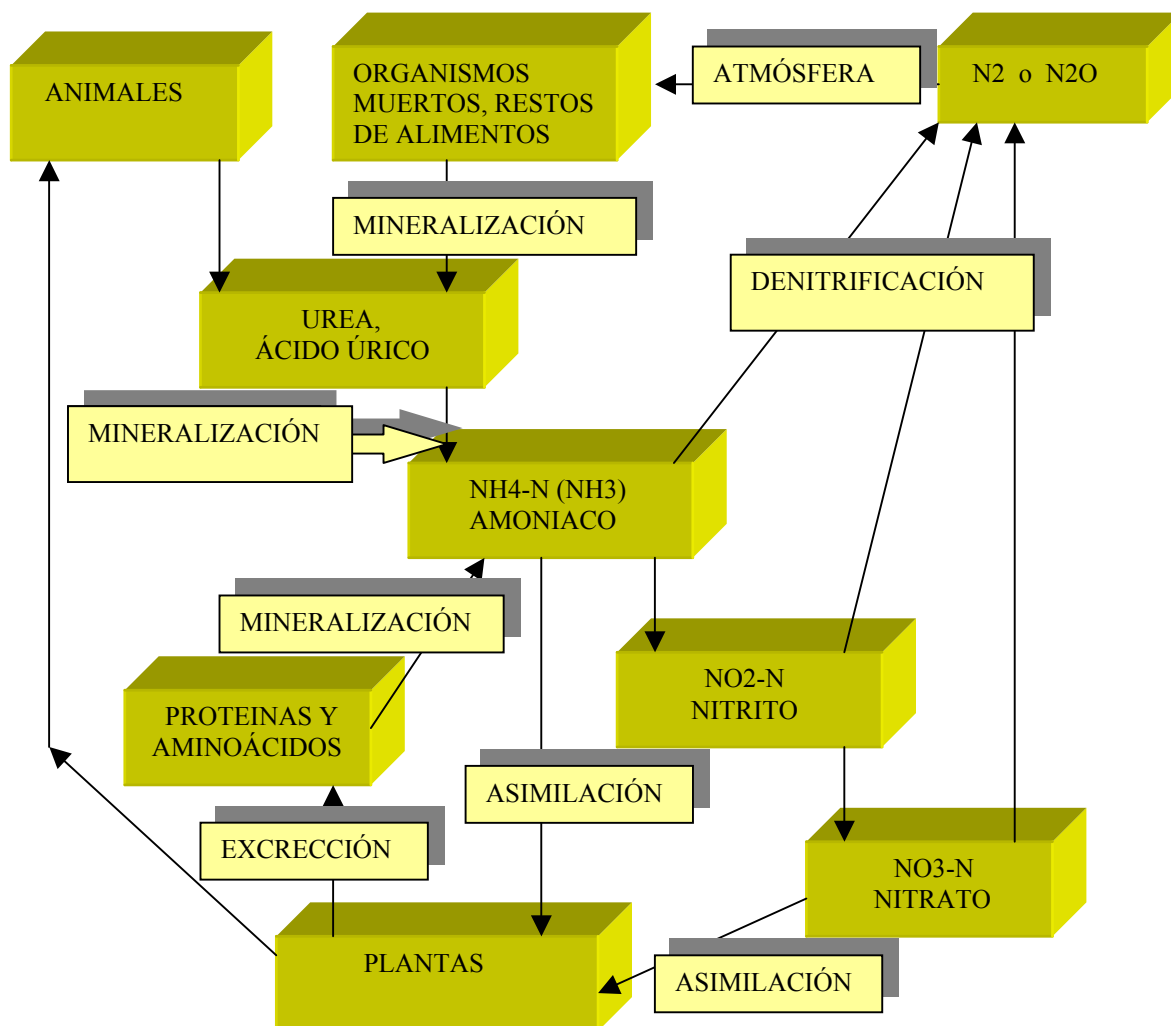 ANIMALES
ORGANISMOS
MUERTOS, RESTOS
DE ALIMENTOS
ATMÓSFERA
N2 o N2O
MINERALIZACIÓN
DENITRIFICACIÓN
UREA,
ÁCIDO ÚRICO
MINERALIZACIÓN
NH4-N (NH3)
AMONIACO
MINERALIZACIÓN
NO2-N
NITRITO
PROTEINAS Y
AMINOÁCIDOS
ASIMILACIÓN
EXCRECCIÓN
NO3-N
NITRATO
PLANTAS
ASIMILACIÓN